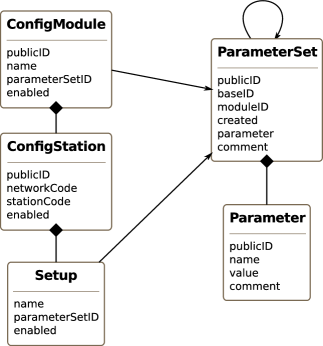 ConfigModule
publicID
name
parameterSetID
enabled
ConfigStation
publicID
networkCode
stationCode
enabled
Setup
name
parameterSetID
enabled
ParameterSet
publicID
baseID
moduleID
created
parameter
comment
Parameter
publicID
name
value
comment